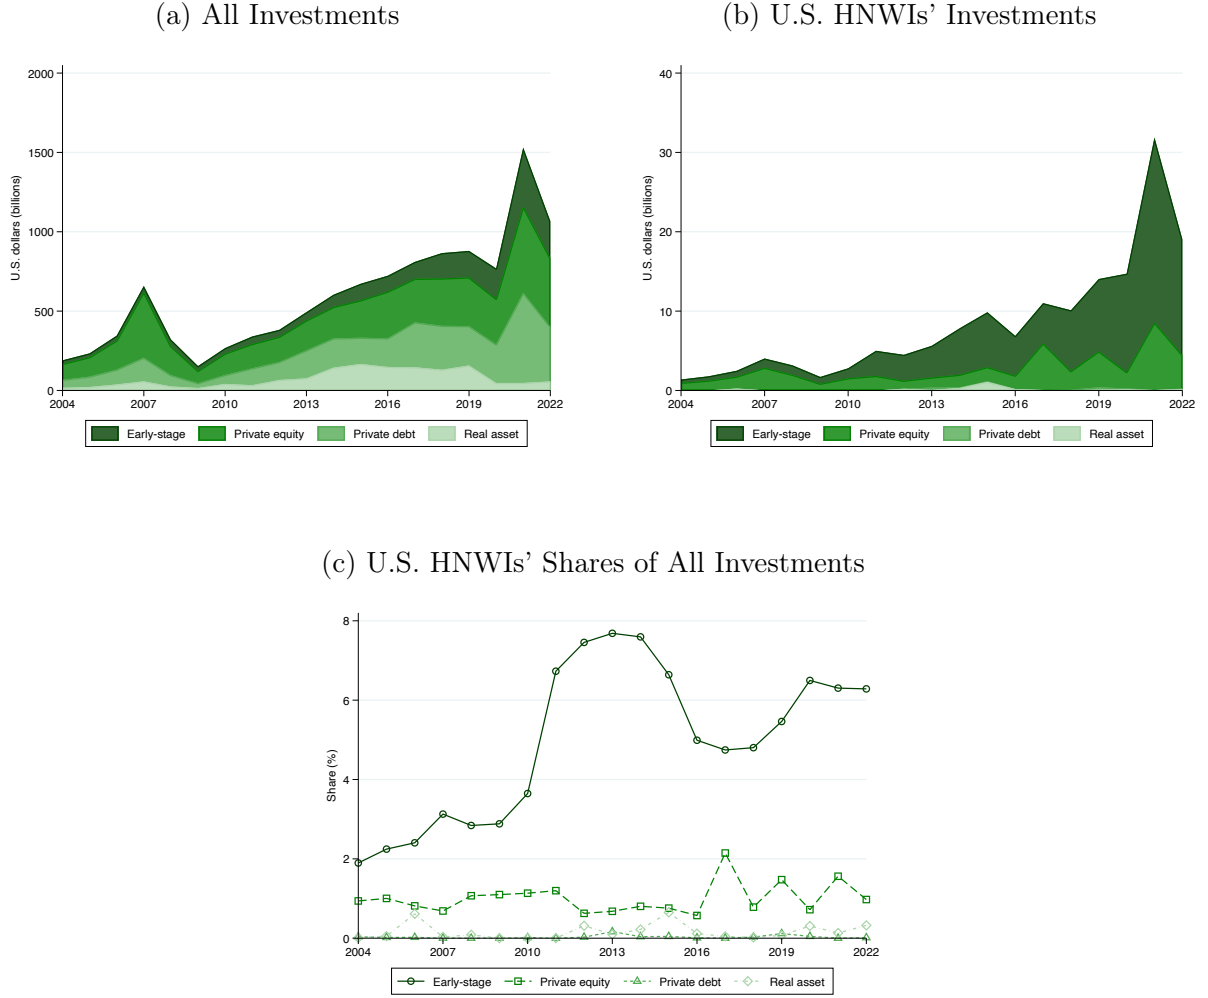 (a) All Investments
(b) U.S. HNWIs' Investments
U.S. dollars (billions)
2000
1500
1000
500
0
2004 2007 2010 2013 2016 2019 2022
Early-stage Private equity Private debt Real asset
U.S. dollars (billions)
40
30
20
10
0
2004 2007 2010 2013 2016 2019 2022
Early-stage Private equity Private debt Real asset
(c) U.S. HNWIs' Shares of All Investments
Share (%)
8
6
4
2
0
2004 2007 2010 2013 2016 2019 2022
Early-stage Private equity Private debt Real asset